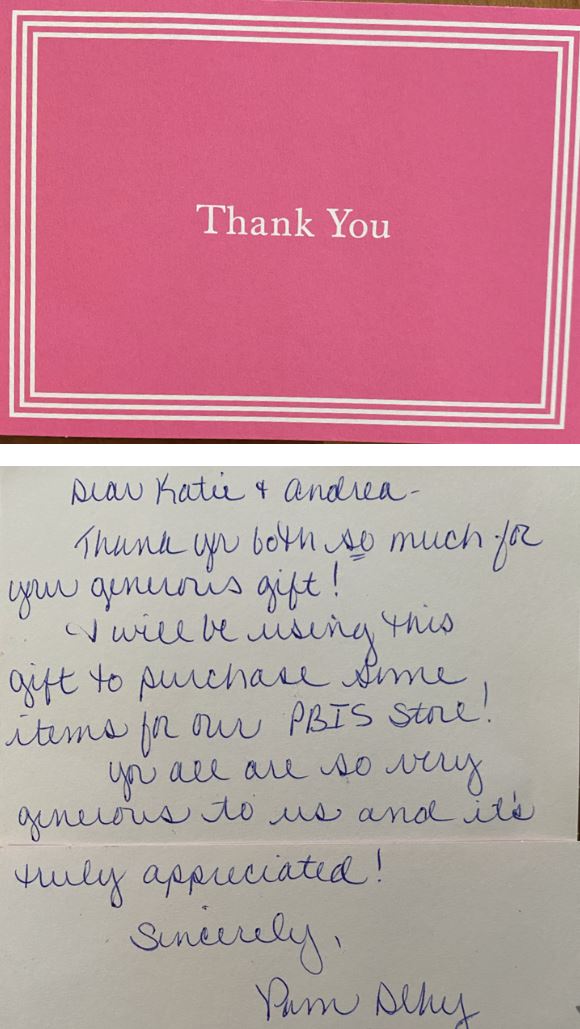 Thank You
Dear Katie & Andrea-
Thank you both so much for
your generous gift!
I will be using this
gift to purchase some
items for our PBIS Store!
You all are so very
generous to us and it's
truly appreciated!
Sincerely,
Pam